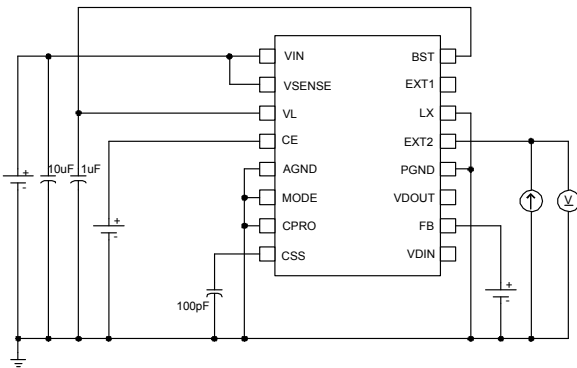 VIN
BST
VSENSE
EXT1
VL
LX
CE
EXT2
AGND
PGND
MODE
VDOUT
CPRO
FB
CSS
VDIN
+
-
10uF
1uF
+
-
100pF
+
-
V